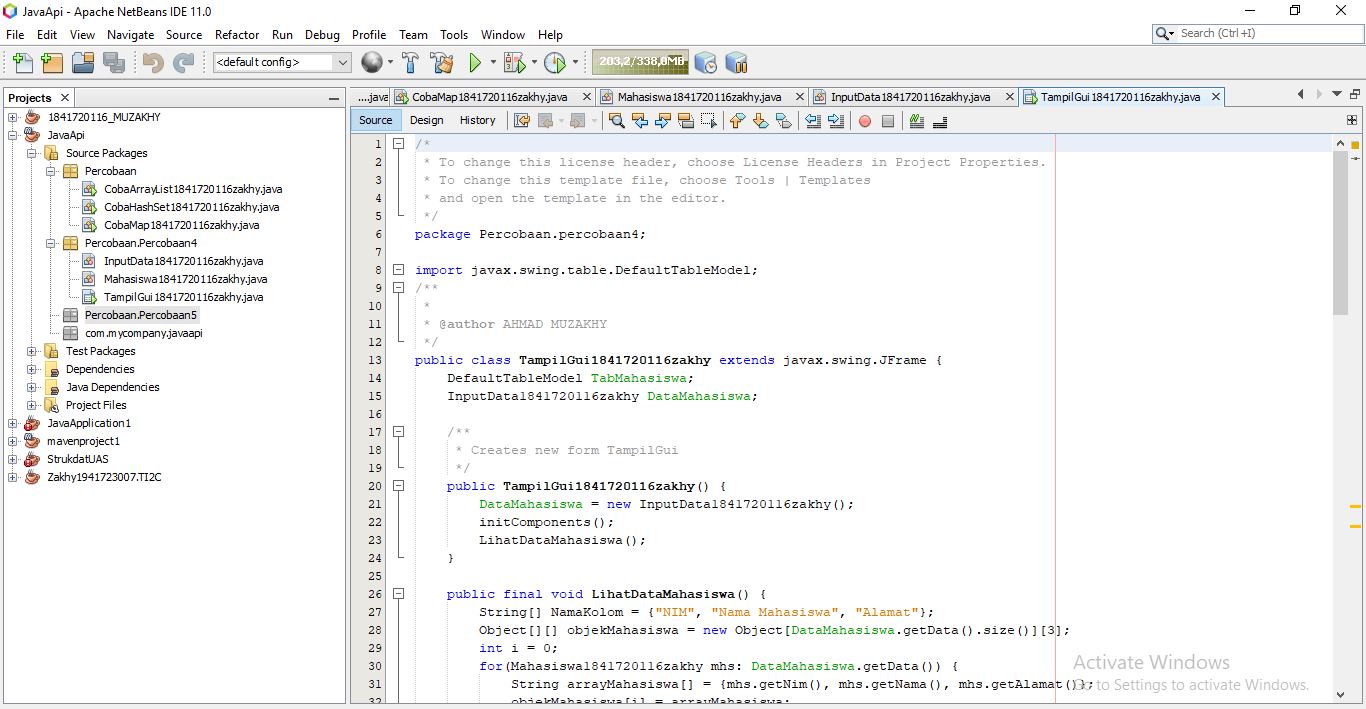 JavaApi - Apache NetBeans IDE 11.0
File Edit View Navigate Source Refactor Run Debug Profile Team Tools Window Help
Search (Ctrl+I)
<default config>
203,2/338,0MB
Projects
1841720116_MUZAKHY
JavaApi
Source Packages
Percobaan
CobaArrayList1841720116zakhy.java
CobaHashSet1841720116zakhy.java
CobaMap1841720116zakhy.java
Percobaan.Percobaan4
InputData1841720116zakhy.java
Mahasiswa1841720116zakhy.java
TampilGui1841720116zakhy.java
Percobaan.Percobaan5
com.mycompany.javaapi
Test Packages
Dependencies
Java Dependencies
Project Files
JavaApplication1
mavenproject1
StrukdatUAS
Zakhy1941723007.TI2C
....java CobaMap1841720116zakhy.java Mahasiswa1841720116zakhy.java InputData1841720116zakhy.java TampilGui1841720116zakhy.java
Source Design History
1 /*
2 * To change this license header, choose License Headers in Project Properties.
3 * To change this template file, choose Tools | Templates
4 * and open the template in the editor.
5 */
6 package Percobaan.percobaan4;
7
8 import javax.swing.table.DefaultTableModel;
9 /**
10 *
11 * @author AHMAD MUZAKHY
12 */
13 public class TampilGui1841720116zakhy extends javax.swing.JFrame {
14 DefaultTableModel TabMahasiswa;
15 InputData1841720116zakhy DataMahasiswa;
16
17 /**
18 * Creates new form TampilGui
19 */
20 public TampilGui1841720116zakhy() {
21 DataMahasiswa = new InputData1841720116zakhy();
22 initComponents();
23 LihatDataMahasiswa();
24 }
25
26 public final void LihatDataMahasiswa() {
27 String[] NamaKolom = {"NIM", "Nama Mahasiswa", "Alamat"};
28 Object[][] objekMahasiswa = new Object[DataMahasiswa.getData().size()][3];
29 int i = 0;
30 for(Mahasiswa1841720116zakhy mhs: DataMahasiswa.getData()) {
31 String arrayMahasiswa[] = {mhs.getNim(), mhs.getNama(), mhs.getAlamat()};
32 objekMahasiswa[i] = arrayMahasiswa;
Activate Windows
Go to Settings to activate Windows.